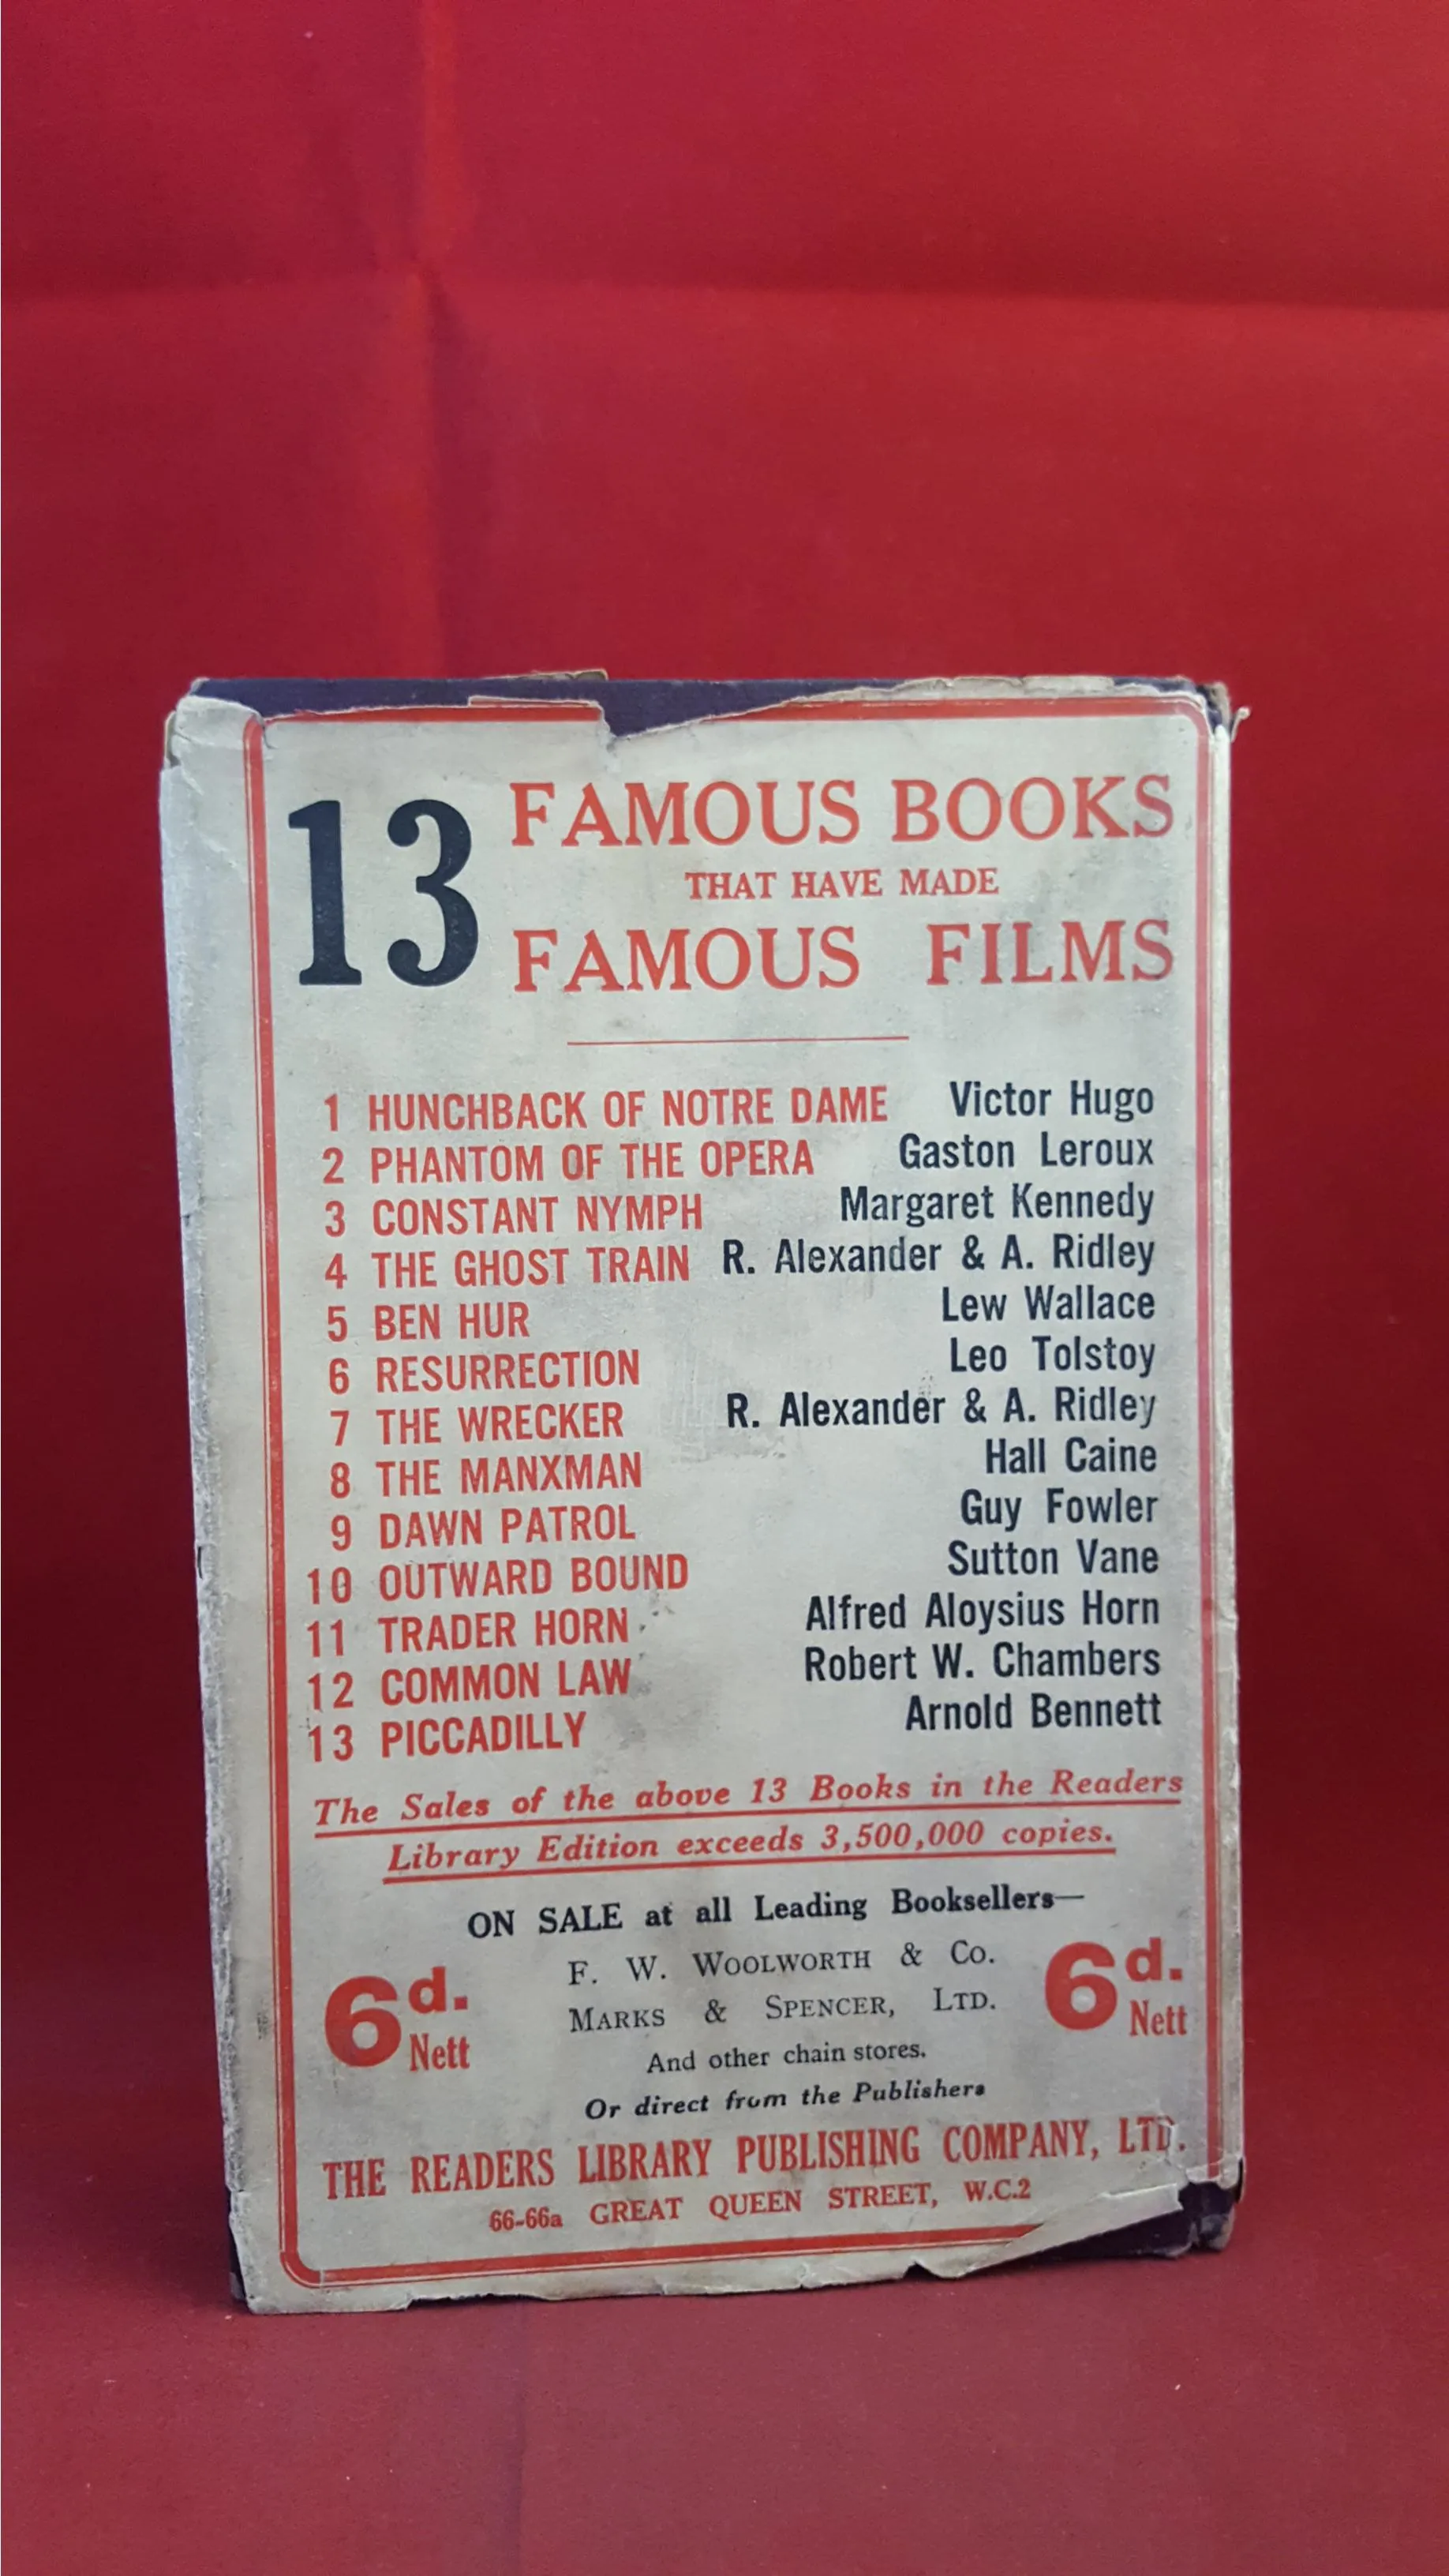 13 FAMOUS BOOKS
THAT HAVE MADE
FAMOUS FILMS
1 HUNCHBACK OF NOTRE DAME Victor Hugo
2 PHANTOM OF THE OPERA Gaston Leroux
3 CONSTANT NYMPH Margaret Kennedy
4 THE GHOST TRAIN R. Alexander & A. Ridley
5 BEN HUR Lew Wallace
6 RESURRECTION Leo Tolstoy
7 THE WRECKER R. Alexander & A. Ridley
8 THE MANXMAN Hall Caine
9 DAWN PATROL Guy Fowler
10 OUTWARD BOUND Sutton Vane
11 TRADER HORN Alfred Aloysius Horn
12 COMMON LAW Robert W. Chambers
13 PICCADILLY Arnold Bennett
The Sales of the above 13 Books in the Readers
Library Edition exceeds 3,500,000 copies.
ON SALE at all Leading Booksellers—
6d. Nett
F. W. WOOLWORTH & CO.
MARKS & SPENCER, LTD.
6d. Nett
And other chain stores.
Or direct from the Publishers
THE READERS LIBRARY PUBLISHING COMPANY, LTD.
66-66a GREAT QUEEN STREET, W.C.2